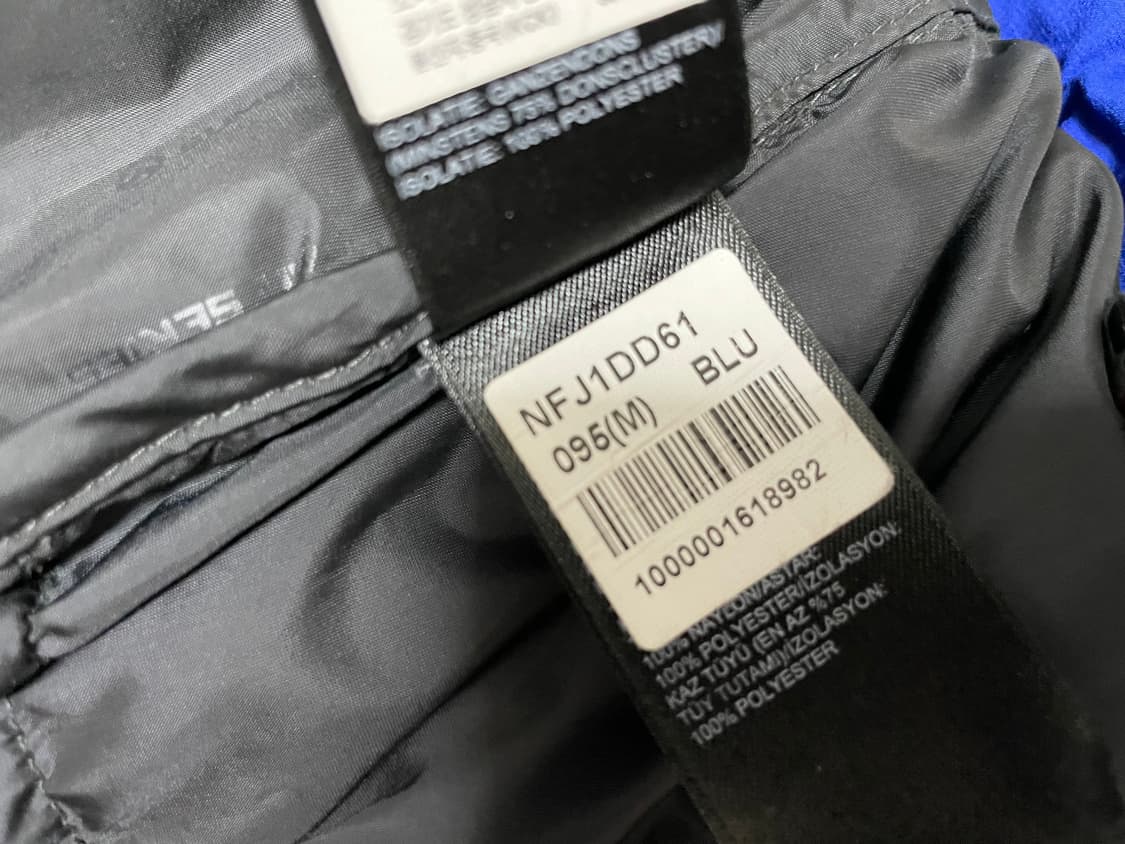 ISOLATIE: GANZENDONS
(MINSTENS 75% DONSCLUSTER)/
ISOLATIE: 100% POLYESTER
NFJ1DD61
BLU
095(M)
1000001618982
100% NAYLON/ASTAR:
100% POLYESTER/İZOLASYON:
KAZ TÜYÜ (EN AZ %75
TÜY TUTAMI)/İZOLASYON:
100% POLYESTER